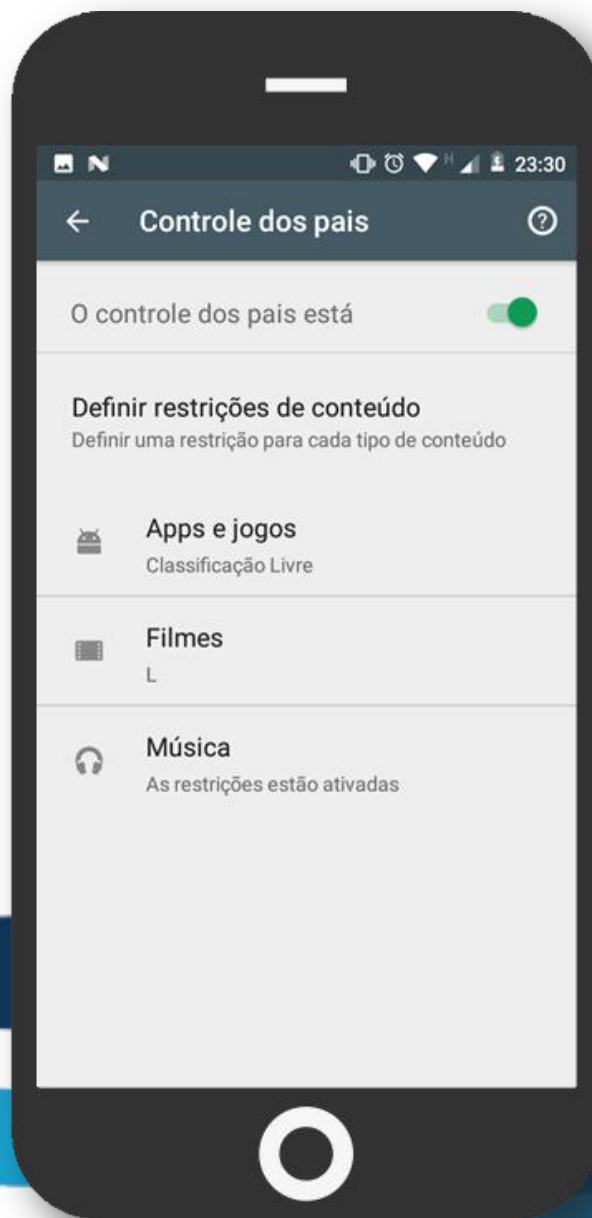 H 23:30
Controle dos pais
O controle dos pais está
Definir restrições de conteúdo
Definir uma restrição para cada tipo de conteúdo
Apps e jogos
Classificação Livre
Filmes
L
Música
As restrições estão ativadas